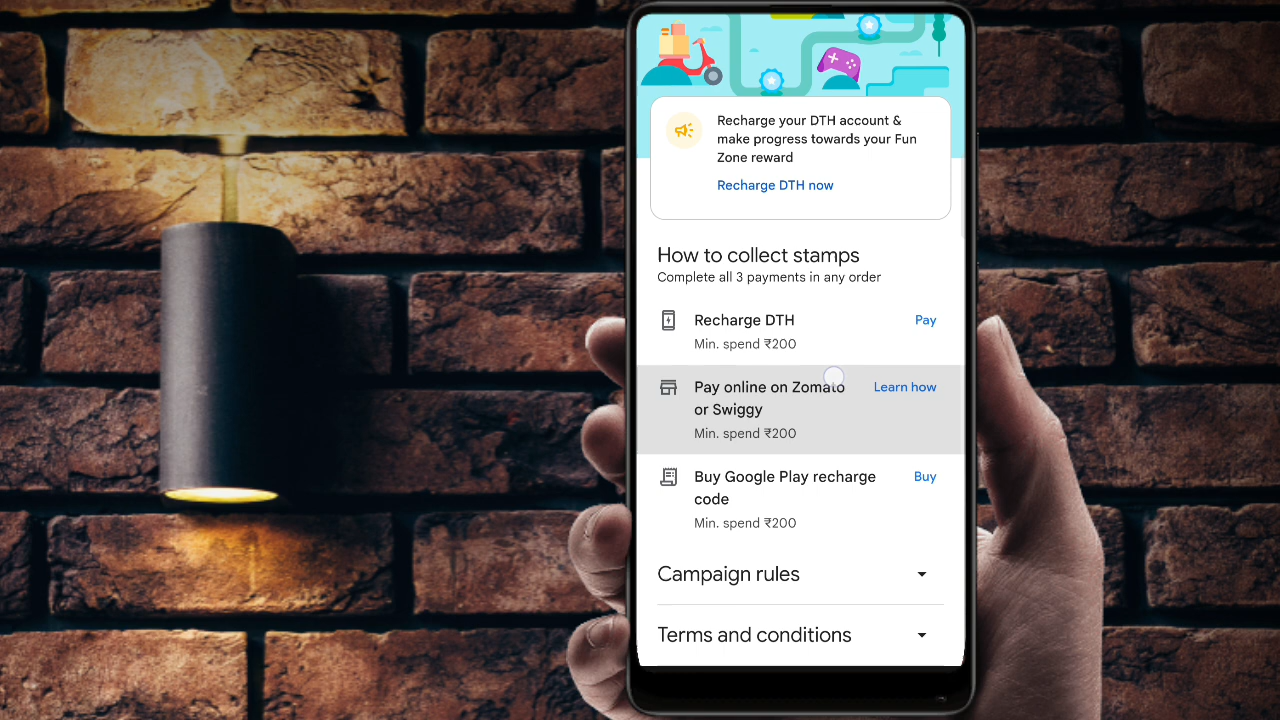 Recharge your DTH account &
make progress towards your Fun
Zone reward
Recharge DTH now
How to collect stamps
Complete all 3 payments in any order
Recharge DTH
Pay
Min. spend ₹200
Pay online on Zomato
Learn how
or Swiggy
Min. spend ₹200
Buy Google Play recharge
Buy
code
Min. spend ₹200
Campaign rules
Terms and conditions